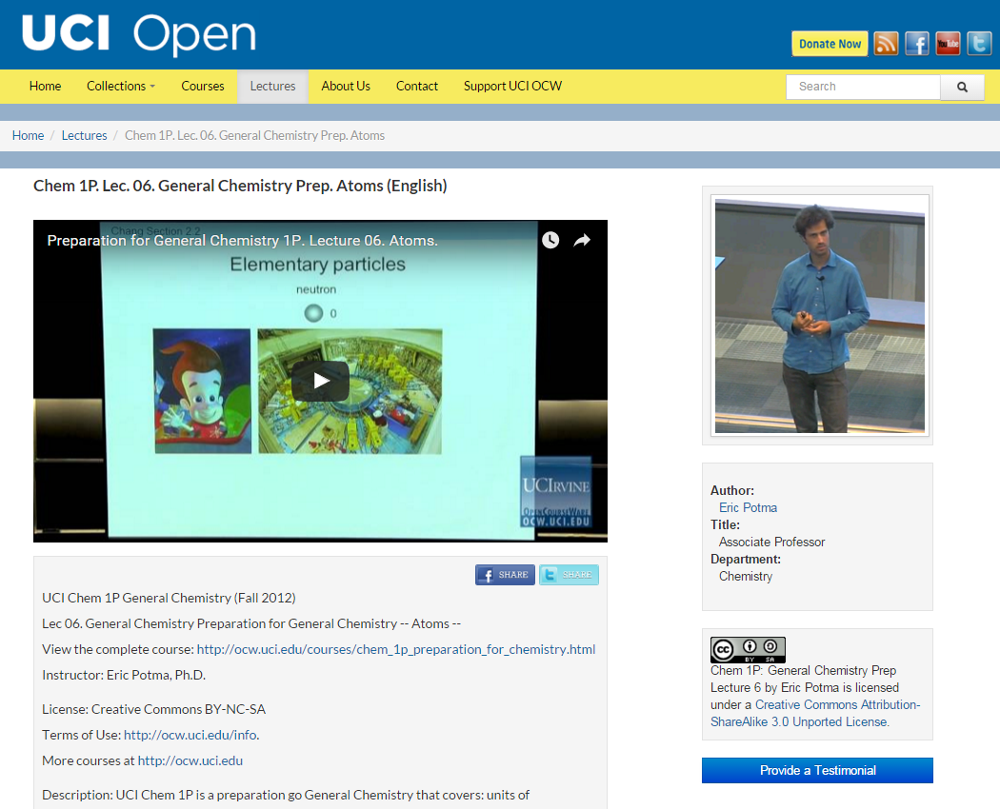 UCI Open
Donate Now
You Tube
Home
Collections
Courses
Lectures
About Us
Contact
Support UCI OCW
Search
Home / Lectures / Chem 1P. Lec. 06. General Chemistry Prep. Atoms
Chem 1P. Lec. 06. General Chemistry Prep. Atoms (English)
Chang Section 2.2
Preparation for General Chemistry 1P. Lecture 06. Atoms.
Elementary particles
neutron
0
UCIRVINE
OPENCOURSEWARE
OCW.UCI.EDU
SHARE
SHARE
UCI Chem 1P General Chemistry (Fall 2012)
Lec 06. General Chemistry Preparation for General Chemistry -- Atoms --
View the complete course: http://ocw.uci.edu/courses/chem_1p_preparation_for_chemistry.html
Instructor: Eric Potma, Ph.D.
License: Creative Commons BY-NC-SA
Terms of Use: http://ocw.uci.edu/info.
More courses at http://ocw.uci.edu
Description: UCI Chem 1P is a preparation go General Chemistry that covers: units of
Author:
Eric Potma
Title:
Associate Professor
Department:
Chemistry
cc BY SA
Chem 1P: General Chemistry Prep
Lecture 6 by Eric Potma is licensed
under a Creative Commons Attribution-
ShareAlike 3.0 Unported License.
Provide a Testimonial